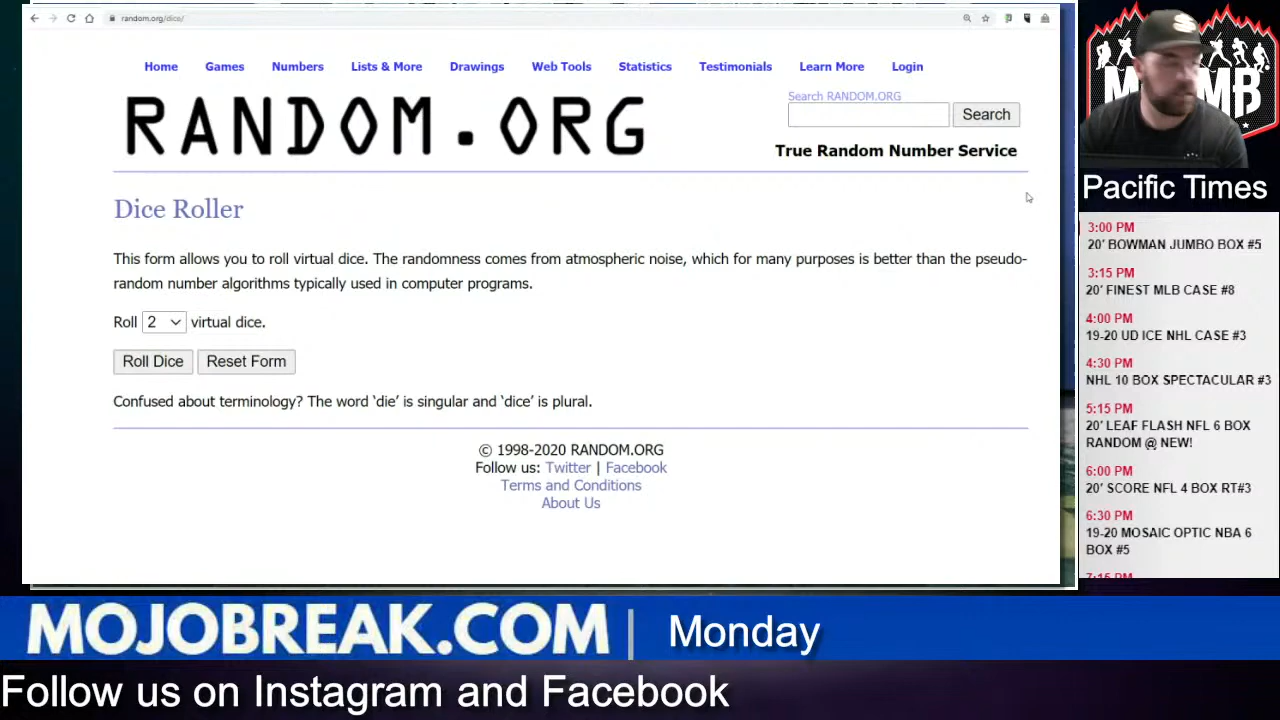 random.org/dice/
Home Games Numbers Lists & More Drawings Web Tools Statistics Testimonials Learn More Login
RANDOM.ORG
Search RANDOM.ORG
Search
True Random Number Service
Dice Roller
This form allows you to roll virtual dice. The randomness comes from atmospheric noise, which for many purposes is better than the pseudo-
random number algorithms typically used in computer programs.
Roll 2 virtual dice.
Roll Dice Reset Form
Confused about terminology? The word ‘die’ is singular and ‘dice’ is plural.
© 1998-2020 RANDOM.ORG
Follow us: Twitter | Facebook
Terms and Conditions
About Us
Pacific Times
3:00 PM
20' BOWMAN JUMBO BOX #5
3:15 PM
20' FINEST MLB CASE #8
4:00 PM
19-20 UD ICE NHL CASE #3
4:30 PM
NHL 10 BOX SPECTACULAR #3
5:15 PM
20' LEAF FLASH NFL 6 BOX
RANDOM @ NEW!
6:00 PM
20' SCORE NFL 4 BOX RT#3
6:30 PM
19-20 MOSAIC OPTIC NBA 6
BOX #5
7:15 PM
MOJOBREAK.COM | Monday
Follow us on Instagram and Facebook